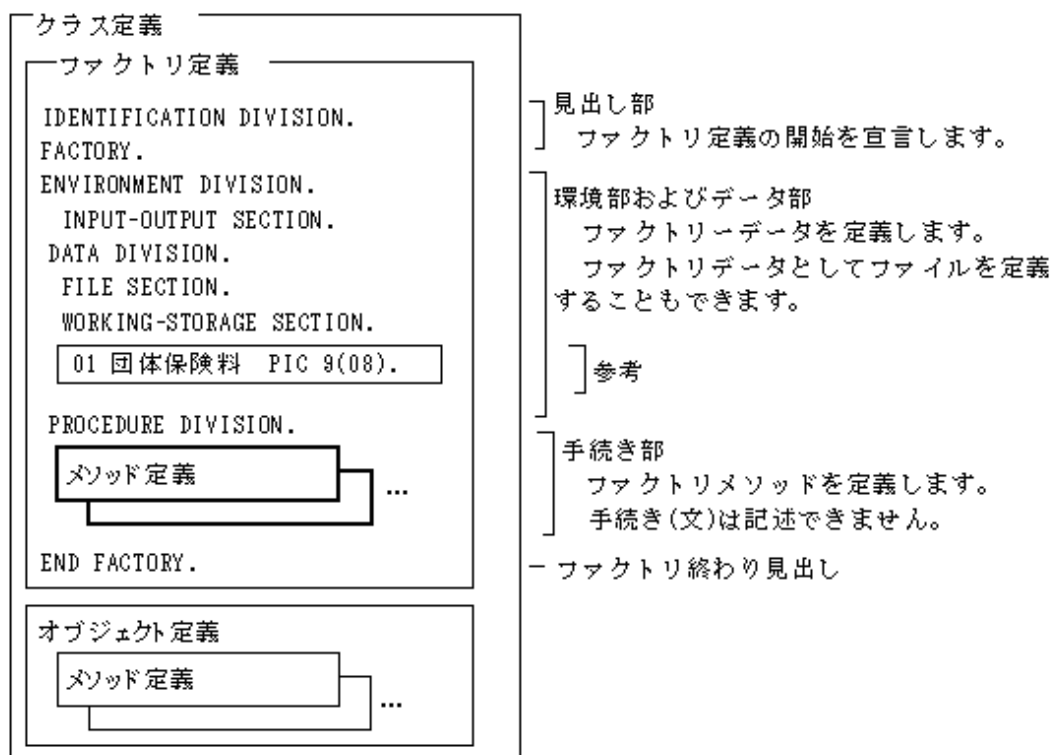 クラス定義
ファクトリ定義
IDENTIFICATION DIVISION.
FACTORY.
ENVIRONMENT DIVISION.
INPUT-OUTPUT SECTION.
DATA DIVISION.
FILE SECTION.
WORKING-STORAGE SECTION.
01 団体保険料 PIC 9(08).
PROCEDURE DIVISION.
メソッド定義
...
END FACTORY.
オブジェクト定義
メソッド定義
...
見出し部
ファクトリ定義の開始を宣言します。
環境部およびデータ部
ファクトリーデータを定義します。
ファクトリデータとしてファイルを定義
することもできます。
参考
手続き部
ファクトリメソッドを定義します。
手続き(文)は記述できません。
ファクトリ終わり見出し